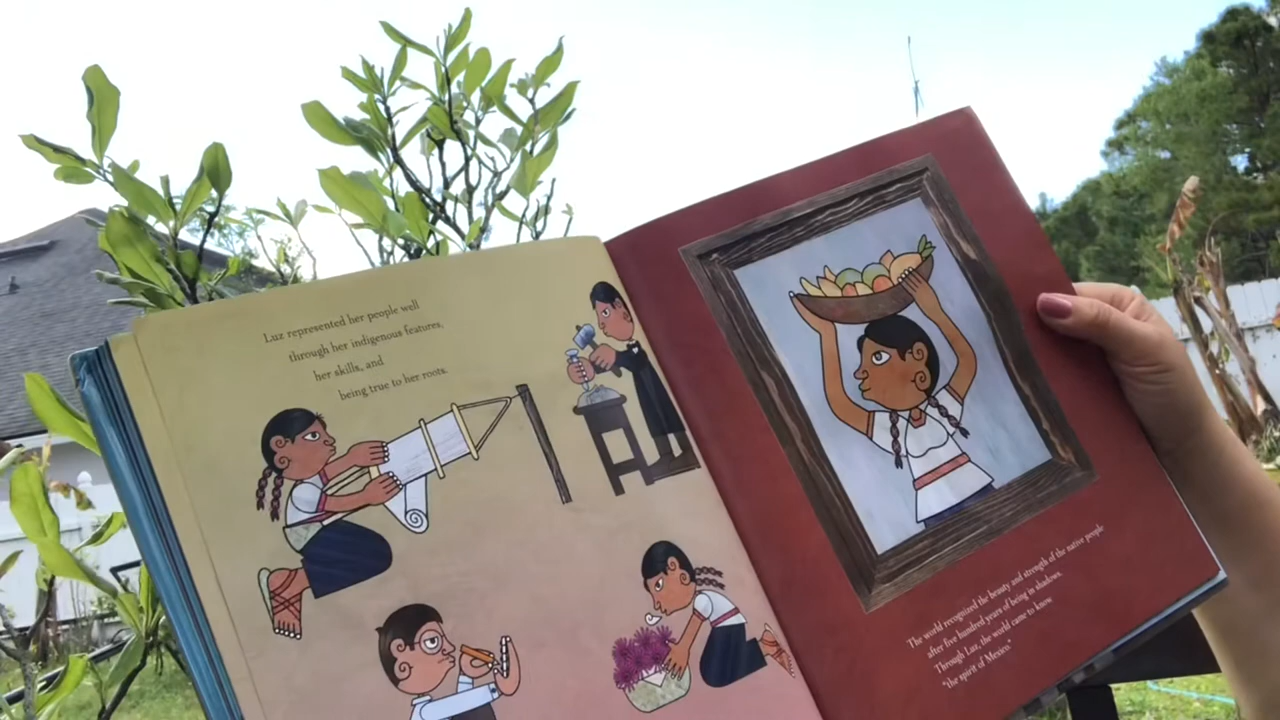 Luz represented her people well
through her indigenous features,
her skills, and
being true to her roots.
The world recognized the beauty and strength of the native people
after five hundred years of being in shadows.
Through Luz, the world came to know
"the spirit of Mexico."